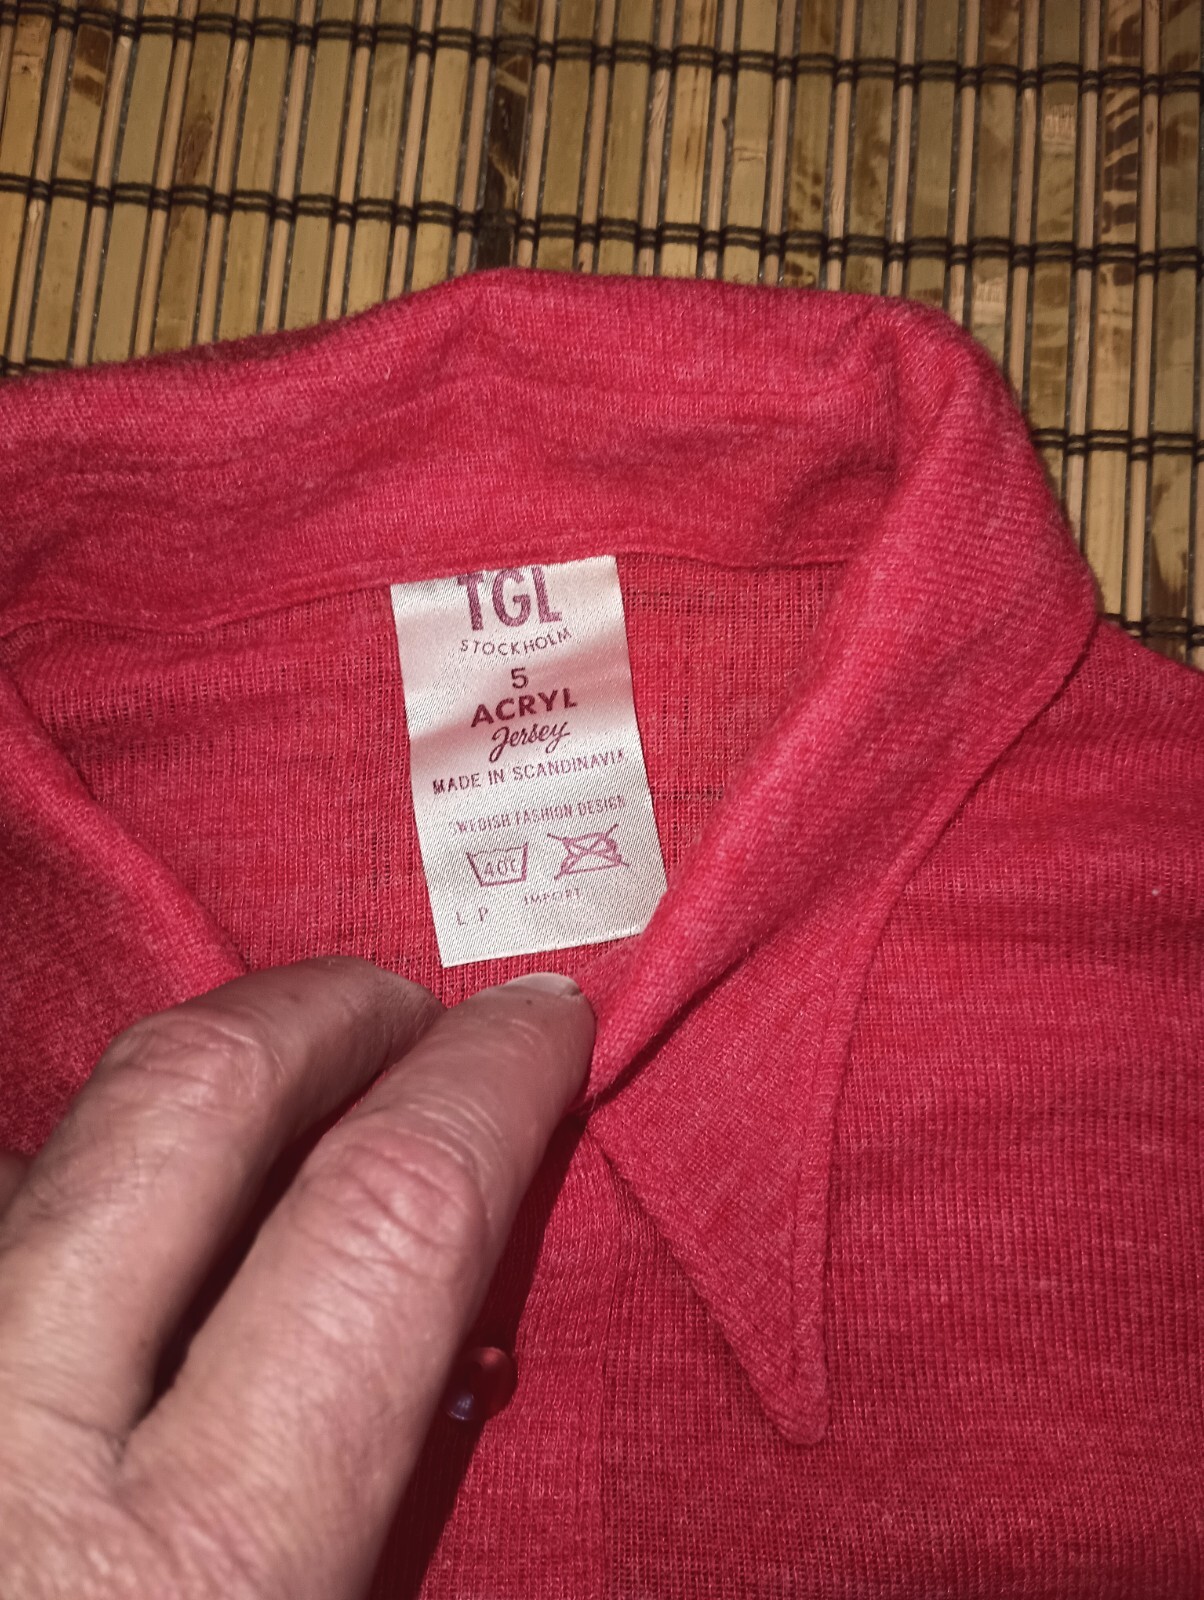 TGL
STOCKHOLM
5
ACRYL
Jersey
MADE IN SCANDINAVIA
SWEDISH FASHION DESIGN
40C
L P IMPORT